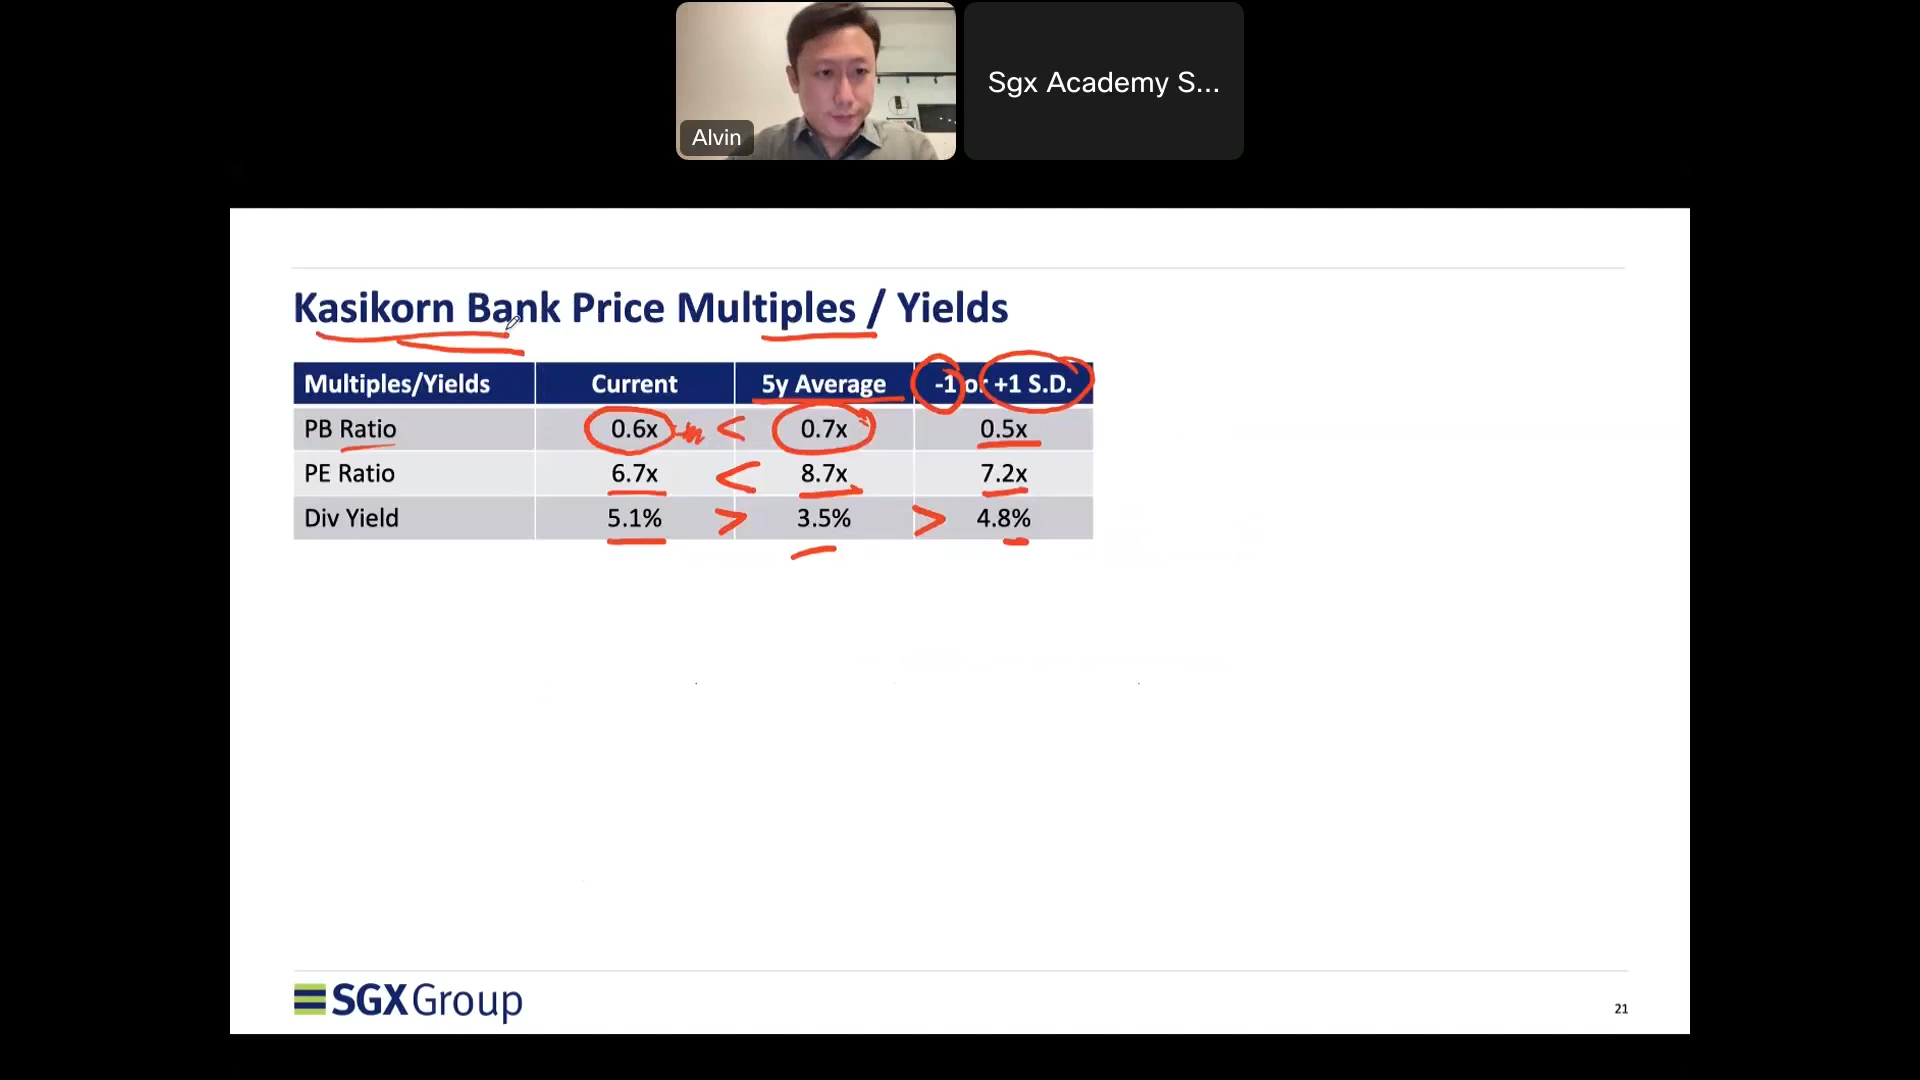 Alvin
Sgx Academy S...
Kasikorn Bank Price Multiples / Yields
Multiples/Yields Current 5y Average -1 or +1 S.D.
PB Ratio 0.6x < 0.7x 0.5x
PE Ratio 6.7x < 8.7x 7.2x
Div Yield 5.1% > 3.5% > 4.8%
SGX Group
21